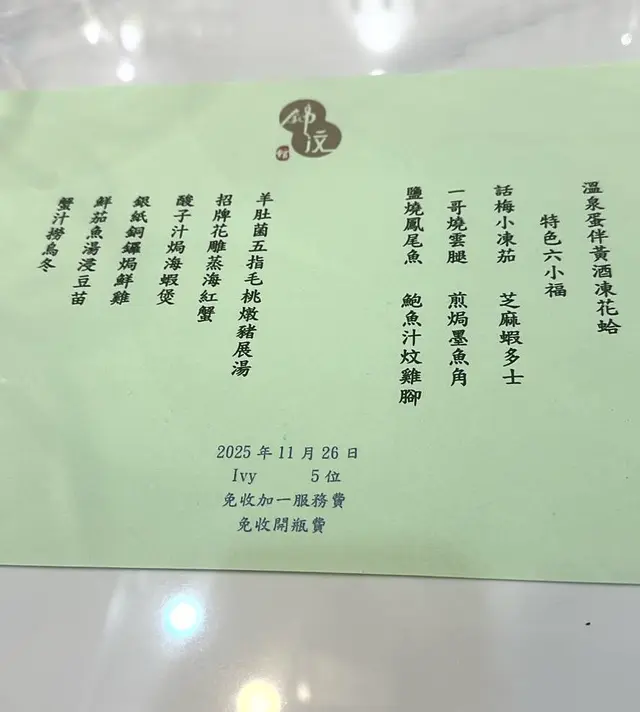 錦汶
館
溫泉蛋伴黃酒凍花蛤
特色六小福
話梅小凍茄 芝麻蝦多士
一哥燒雲腿 煎焗墨魚角
鹽燒鳳尾魚 鮑魚汁炆雞腳
羊肚菌五指毛桃燉豬展湯
招牌花雕蒸海紅蟹
酸子汁焗海蝦煲
銀紙銅鑼焗鮮雞
鮮茄魚湯浸豆苗
蟹汁撈烏冬
2025 年 11 月 26 日
Ivy 5 位
免收加一服務費
免收開瓶費